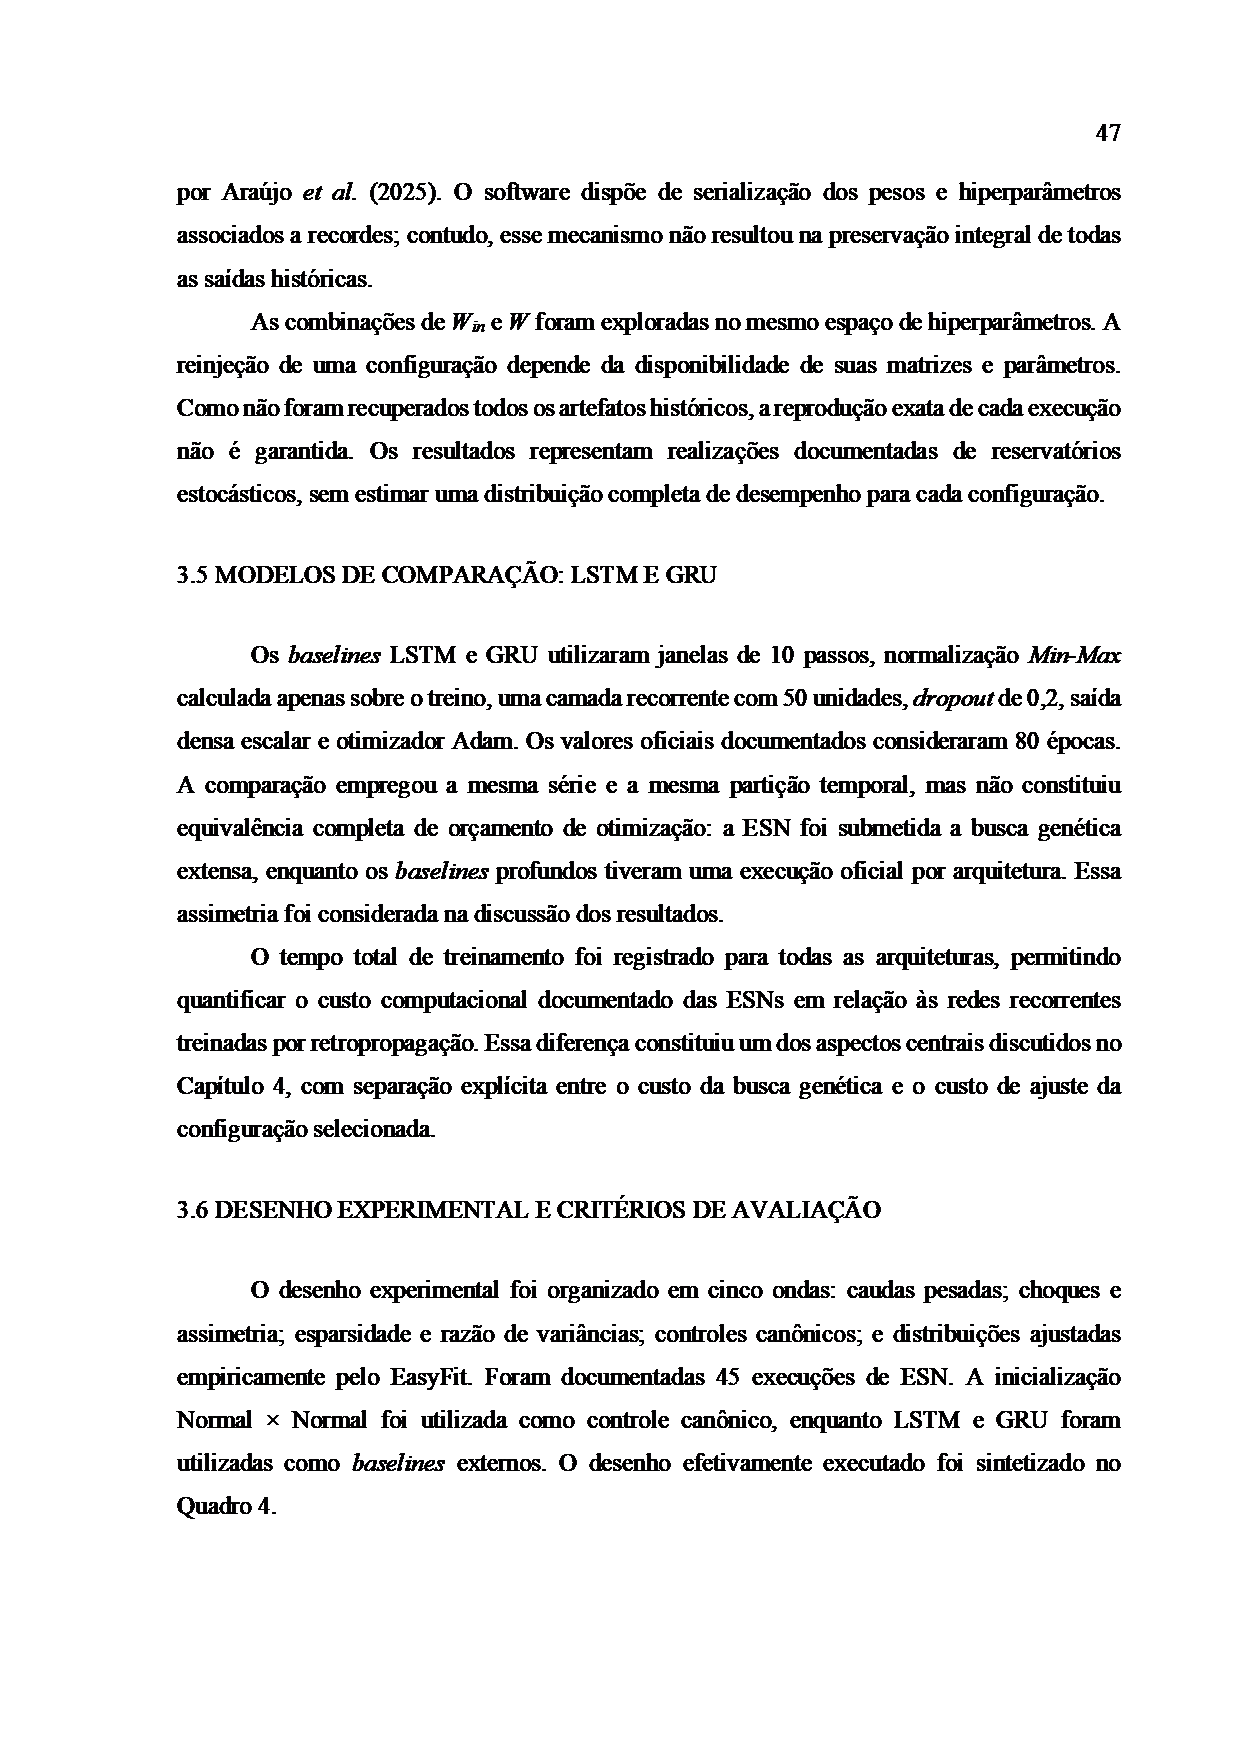 47
por Araújo et al. (2025). O software dispõe de serialização dos pesos e hiperparâmetros
associados a recordes; contudo, esse mecanismo não resultou na preservação integral de todas
as saídas históricas.
As combinações de Win e W foram exploradas no mesmo espaço de hiperparâmetros. A
reinjeção de uma configuração depende da disponibilidade de suas matrizes e parâmetros.
Como não foram recuperados todos os artefatos históricos, a reprodução exata de cada execução
não é garantida. Os resultados representam realizações documentadas de reservatórios
estocásticos, sem estimar uma distribuição completa de desempenho para cada configuração.
3.5 MODELOS DE COMPARAÇÃO: LSTM E GRU
Os baselines LSTM e GRU utilizaram janelas de 10 passos, normalização Min-Max
calculada apenas sobre o treino, uma camada recorrente com 50 unidades, dropout de 0,2, saída
densa escalar e otimizador Adam. Os valores oficiais documentados consideraram 80 épocas.
A comparação empregou a mesma série e a mesma partição temporal, mas não constituiu
equivalência completa de orçamento de otimização: a ESN foi submetida a busca genética
extensa, enquanto os baselines profundos tiveram uma execução oficial por arquitetura. Essa
assimetria foi considerada na discussão dos resultados.
O tempo total de treinamento foi registrado para todas as arquiteturas, permitindo
quantificar o custo computacional documentado das ESNs em relação às redes recorrentes
treinadas por retropropagação. Essa diferença constituiu um dos aspectos centrais discutidos no
Capítulo 4, com separação explícita entre o custo da busca genética e o custo de ajuste da
configuração selecionada.
3.6 DESENHO EXPERIMENTAL E CRITÉRIOS DE AVALIAÇÃO
O desenho experimental foi organizado em cinco ondas: caudas pesadas; choques e
assimetria; esparsidade e razão de variâncias; controles canônicos; e distribuições ajustadas
empiricamente pelo EasyFit. Foram documentadas 45 execuções de ESN. A inicialização
Normal × Normal foi utilizada como controle canônico, enquanto LSTM e GRU foram
utilizadas como baselines externos. O desenho efetivamente executado foi sintetizado no
Quadro 4.